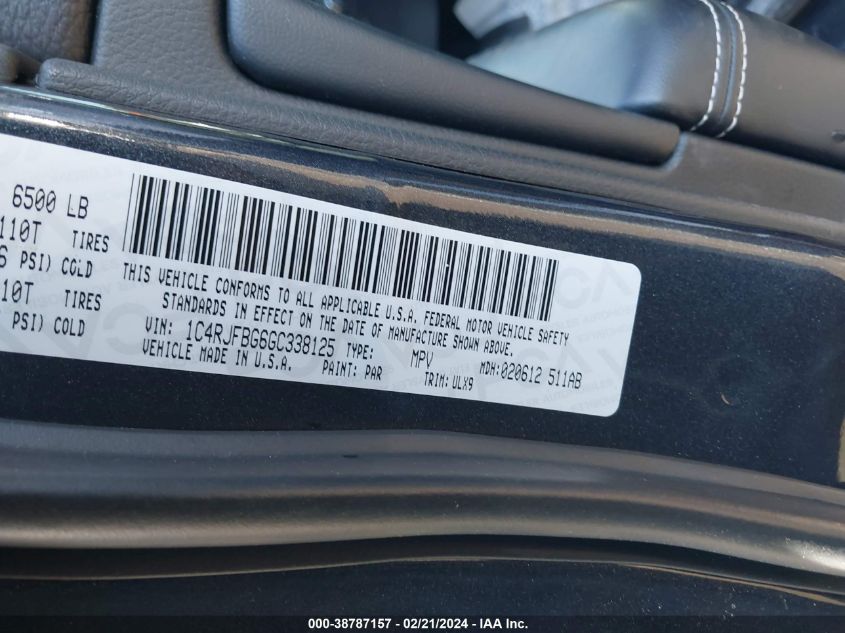 6500 LB
110T TIRES
PSI) COLD
10T TIRES
PSI) COLD
THIS VEHICLE CONFORMS TO ALL APPLICABLE U.S.A. FEDERAL MOTOR VEHICLE SAFETY
STANDARDS IN EFFECT ON THE DATE OF MANUFACTURE SHOWN ABOVE.
VIN: 1C4RJFBG6GC338125 TYPE: MPV MDH:020612 511AB
VEHICLE MADE IN U.S.A. PAINT: PAR TRIM: ULX9
000-38787157 - 02/21/2024 - IAA Inc.